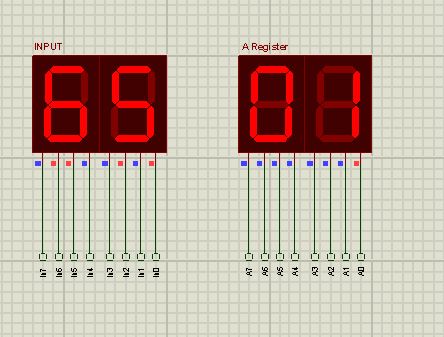 INPUT
A Register
65
01
In7 In6 In5 In4 In3 In2 In1 In0
A7 A6 A5 A4 A3 A2 A1 A0